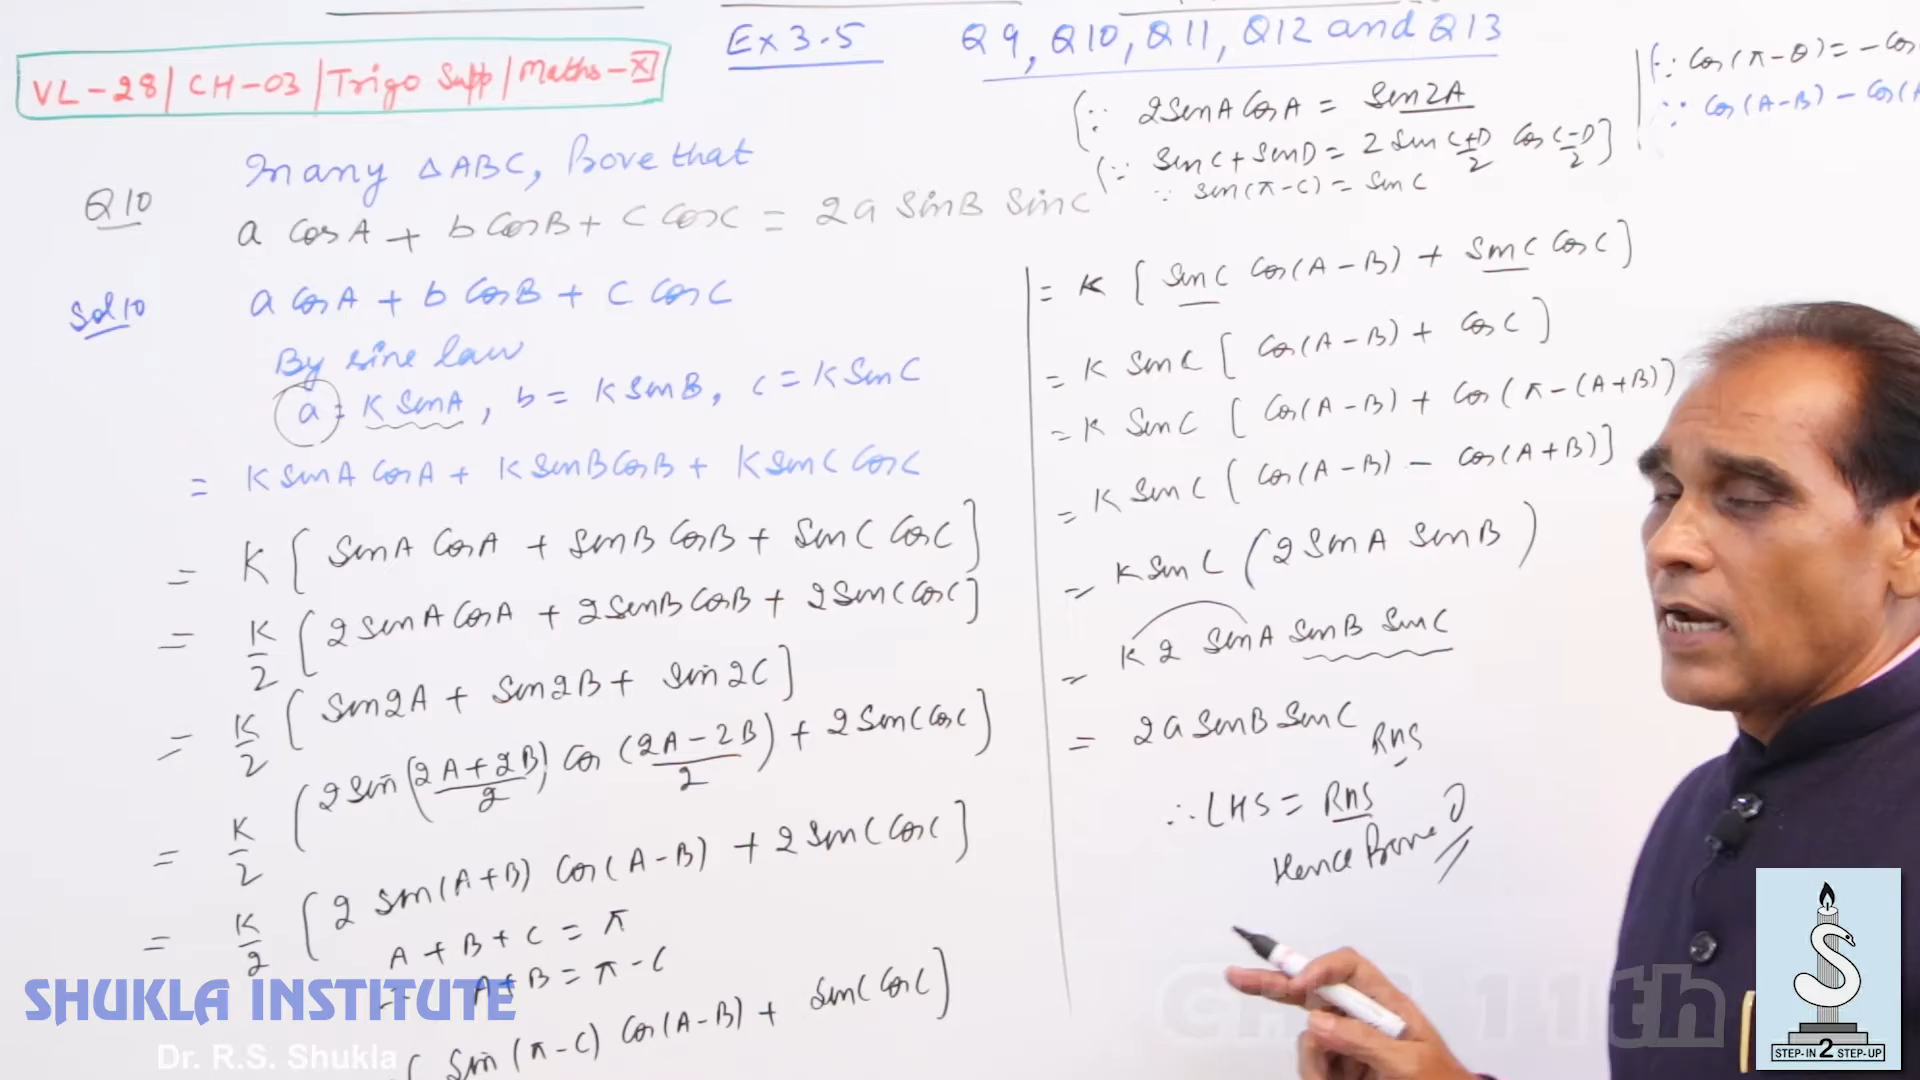 Ex 3.5 Q9, Q10, Q11, Q12 and Q13
VL-28 | CH-03 | Trigo Supp | Maths-XI
(∵ 2SinA CosA = Sin2A
(∵ SinC + SinD = 2 Sin C+D/2 Cos C-D/2]
∵ sin(π-C) = SinC
(∵ Cos(π-θ) = -Cos
∵ Cos(A-B) - Cos(A
Q10 In any △ABC, Prove that
a CosA + b CosB + C CosC = 2a SinB SinC
Sol 10 a CosA + b CosB + C CosC
By sine law
a = K SinA, b = K SinB, c = K SinC
= K SinA CosA + K SinB CosB + K SinC CosC
= K [ SinA CosA + SinB CosB + SinC CosC]
= K/2 [2 SinA CosA + 2 SinB CosB + 2 SinC CosC]
= K/2 [ Sin2A + Sin2B + Sin2C]
= K/2 (2 Sin (2A+2B/2) Cos (2A-2B/2) + 2 SinC CosC]
= K/2 [2 Sin(A+B) Cos(A-B) + 2 SinC CosC]
A + B + C = π
A+B = π-C
[ Sin (π-C) Cos(A-B) + SinC CosC]
= K [ SinC Cos(A-B) + SinC CosC]
= K SinC [ Cos(A-B) + CosC]
= K SinC [ Cos(A-B) + Cos(π-(A+B))
= K SinC ( Cos(A-B) - Cos(A+B)]
= K SinC (2 SinA SinB)
= K 2 SinA SinB SinC
= 2a SinB SinC RHS
∴ LHS = RHS
Hence Proved
SHUKLA INSTITUTE
Dr. R.S. Shukla
11th
S
STEP-IN 2 STEP-UP